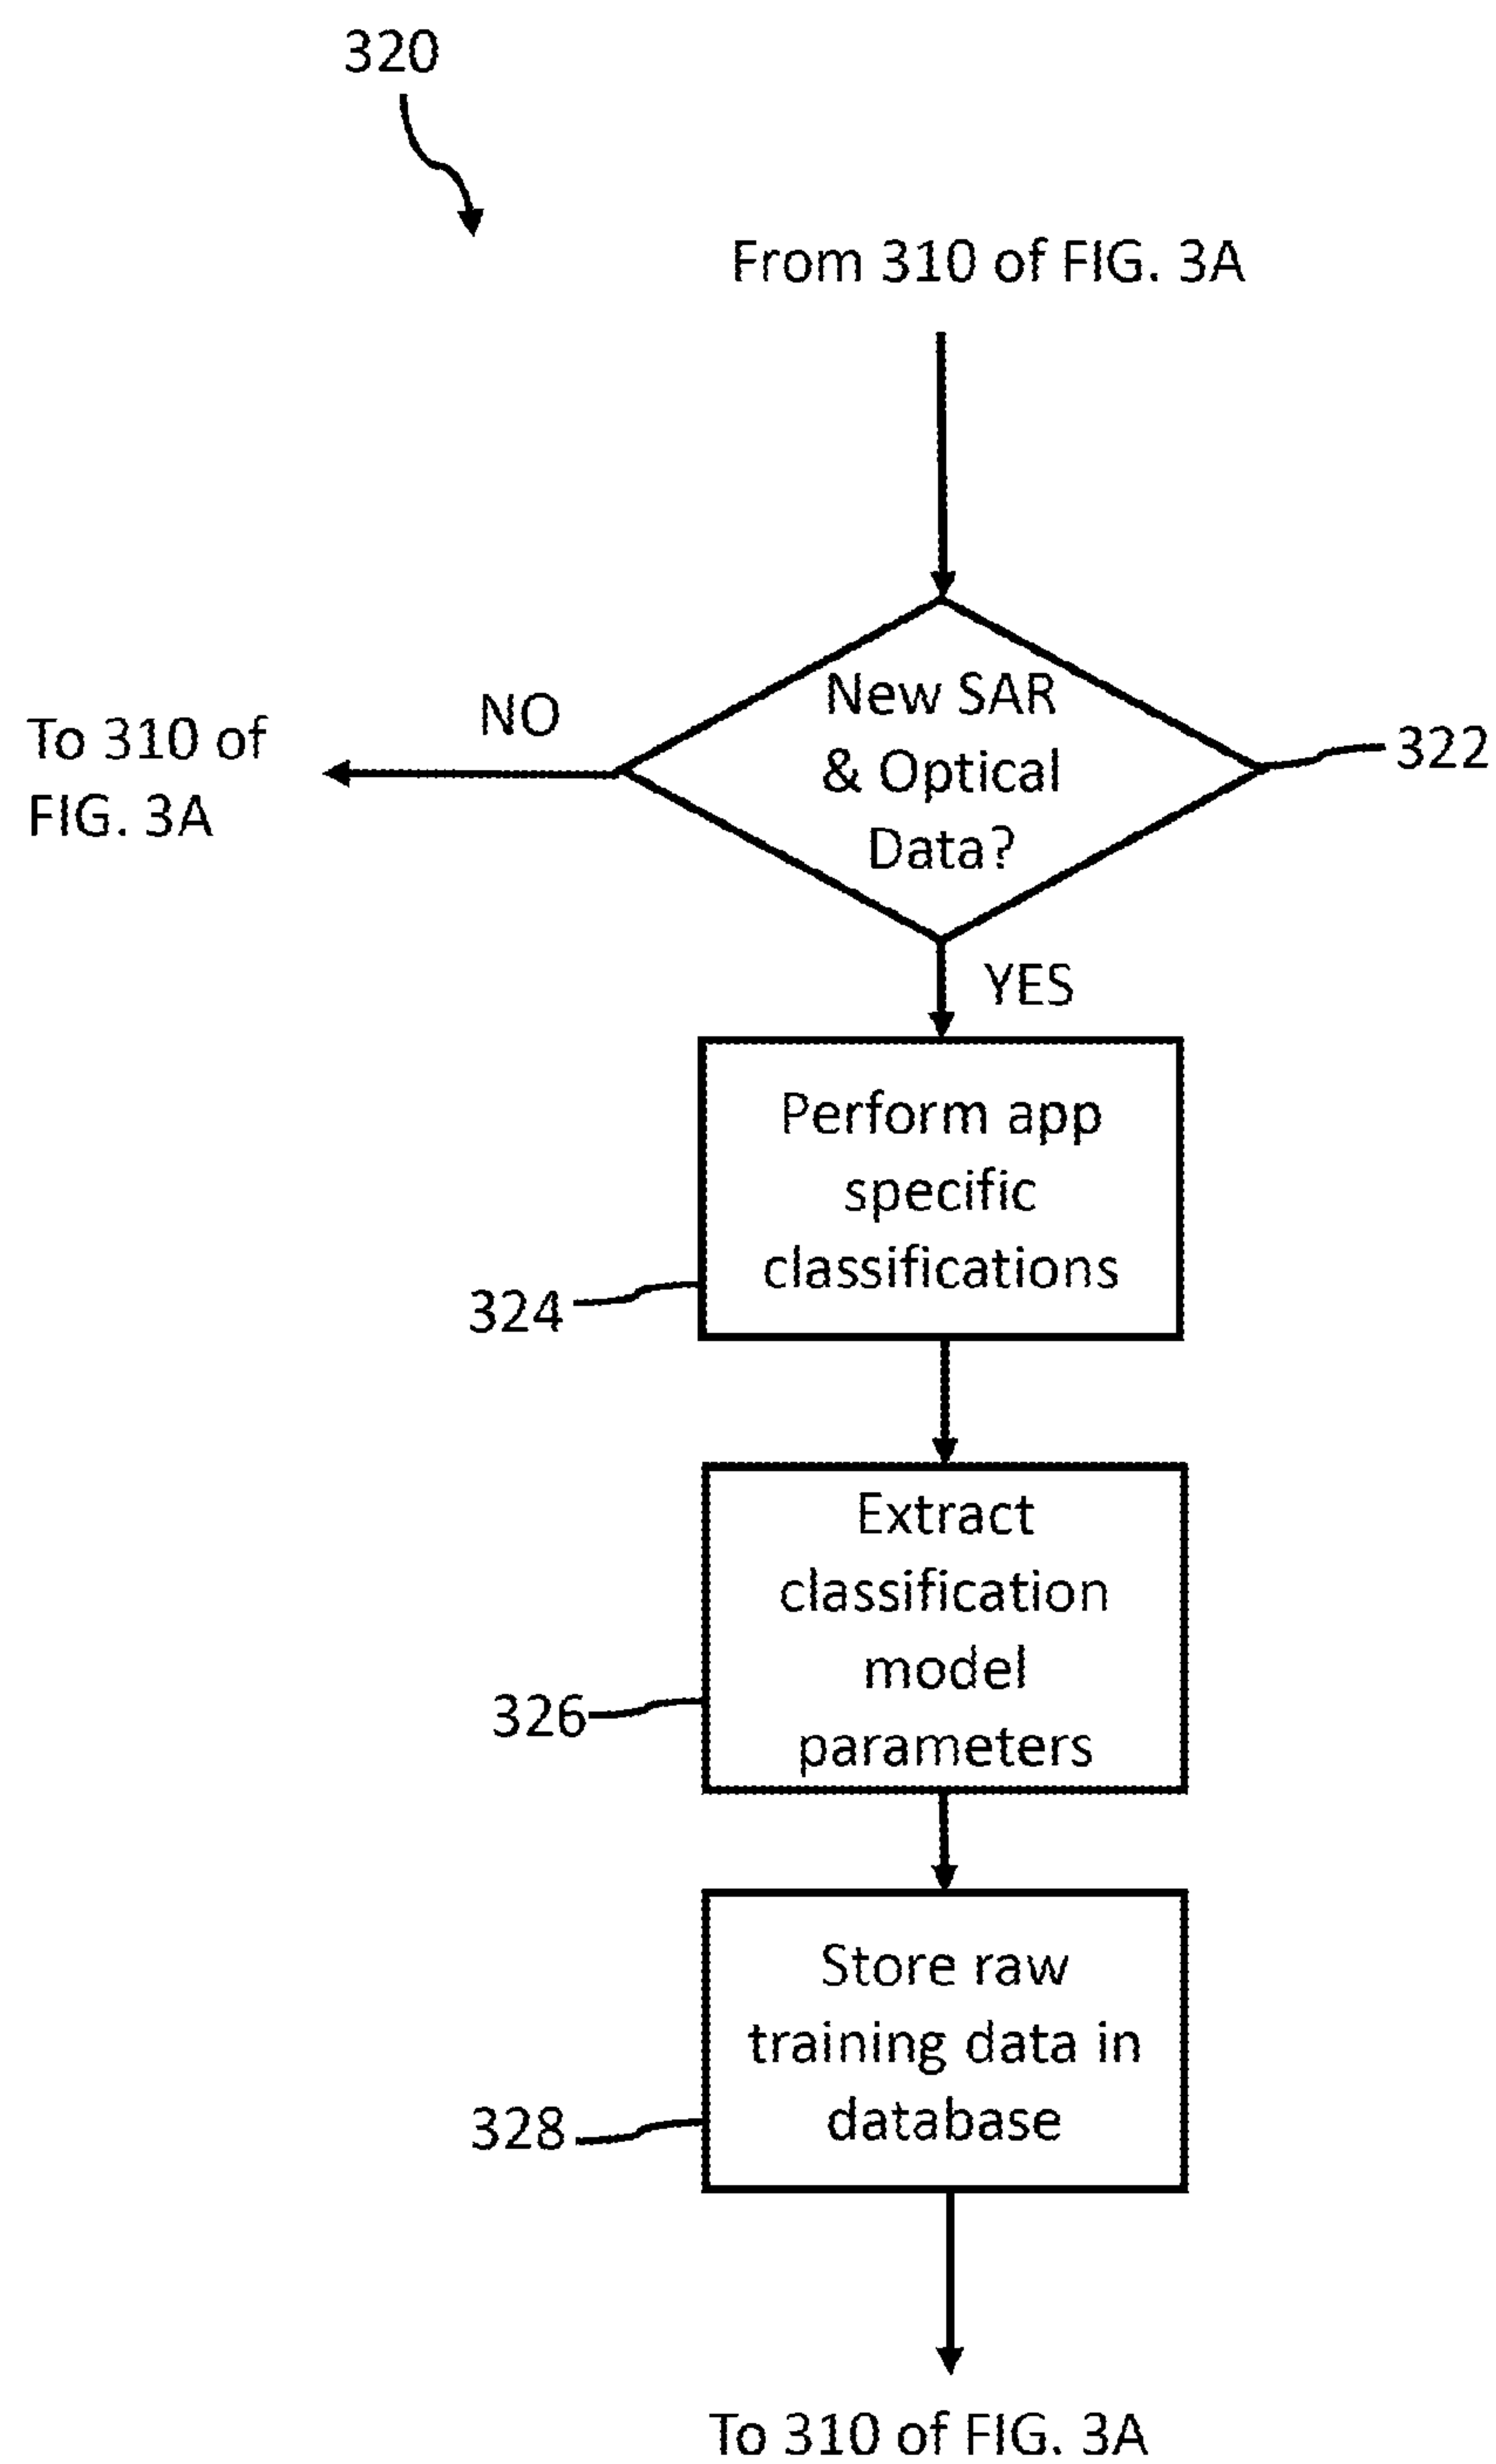 320
From 310 of FIG. 3A
New SAR
& Optical
Data?
322
NO
To 310 of
FIG. 3A
YES
Perform app
specific
classifications
324
Extract
classification
model
parameters
326
Store raw
training data in
database
328
To 310 of FIG. 3A